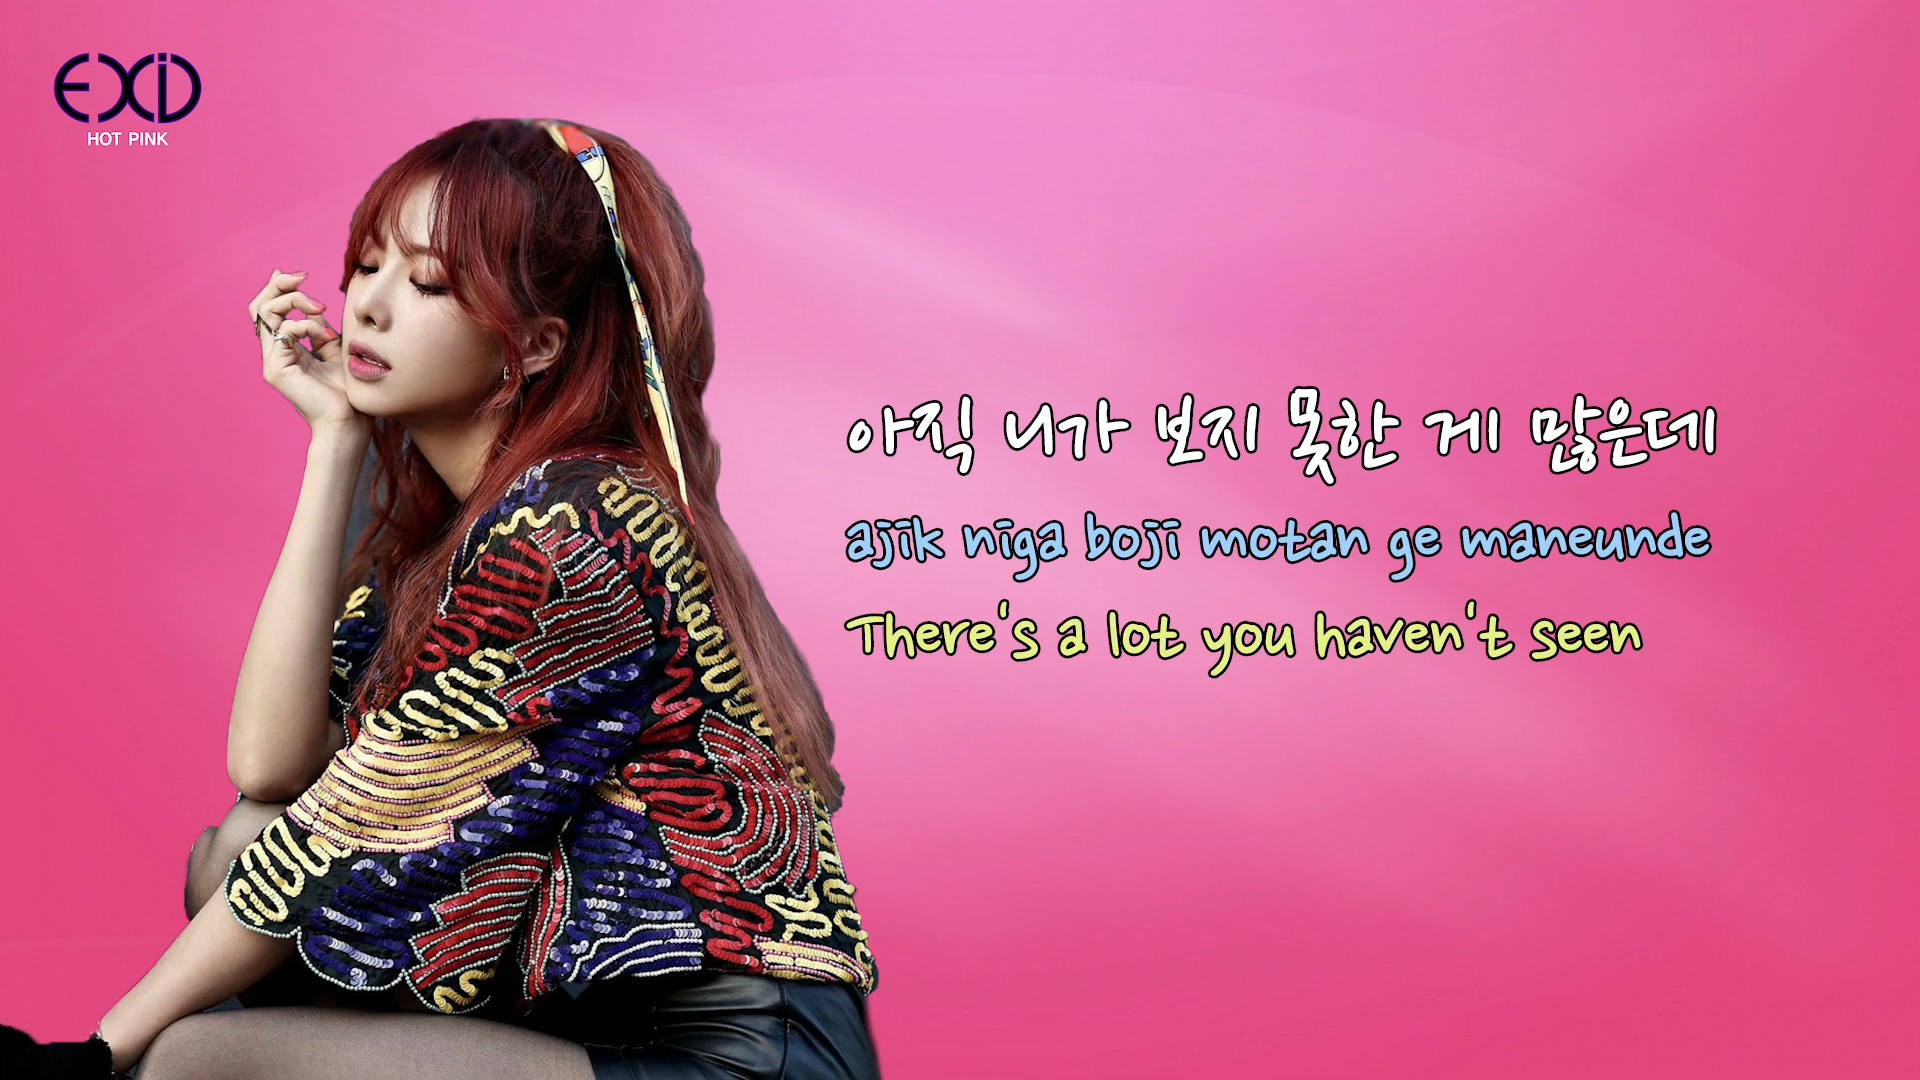 EXID
HOT PINK
아직 니가 보지 못한 게 많은데
ajik niga boji motan ge maneunde
There's a lot you haven't seen